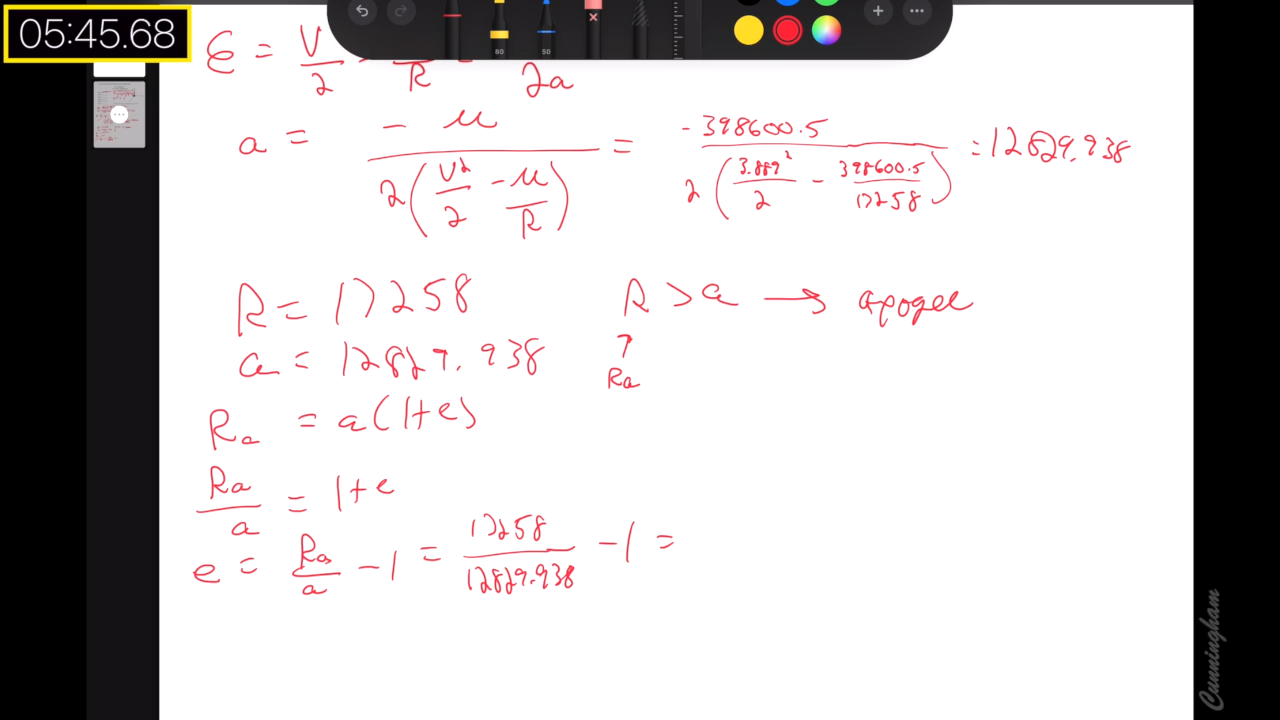 05:45.68
80 50
ε = V/2 - /R = 2a
a = -μ / 2(V²/2 - μ/R) = -398600.5 / 2(3.889²/2 - 398600.5/17258) = 12829.938
R = 17258 R > a → apogee
a = 12829.938 ↑ Ra
Ra = a(1+e)
Ra/a = 1+e
e = Ra/a - 1 = 17258/12829.938 - 1 =
Cunningham